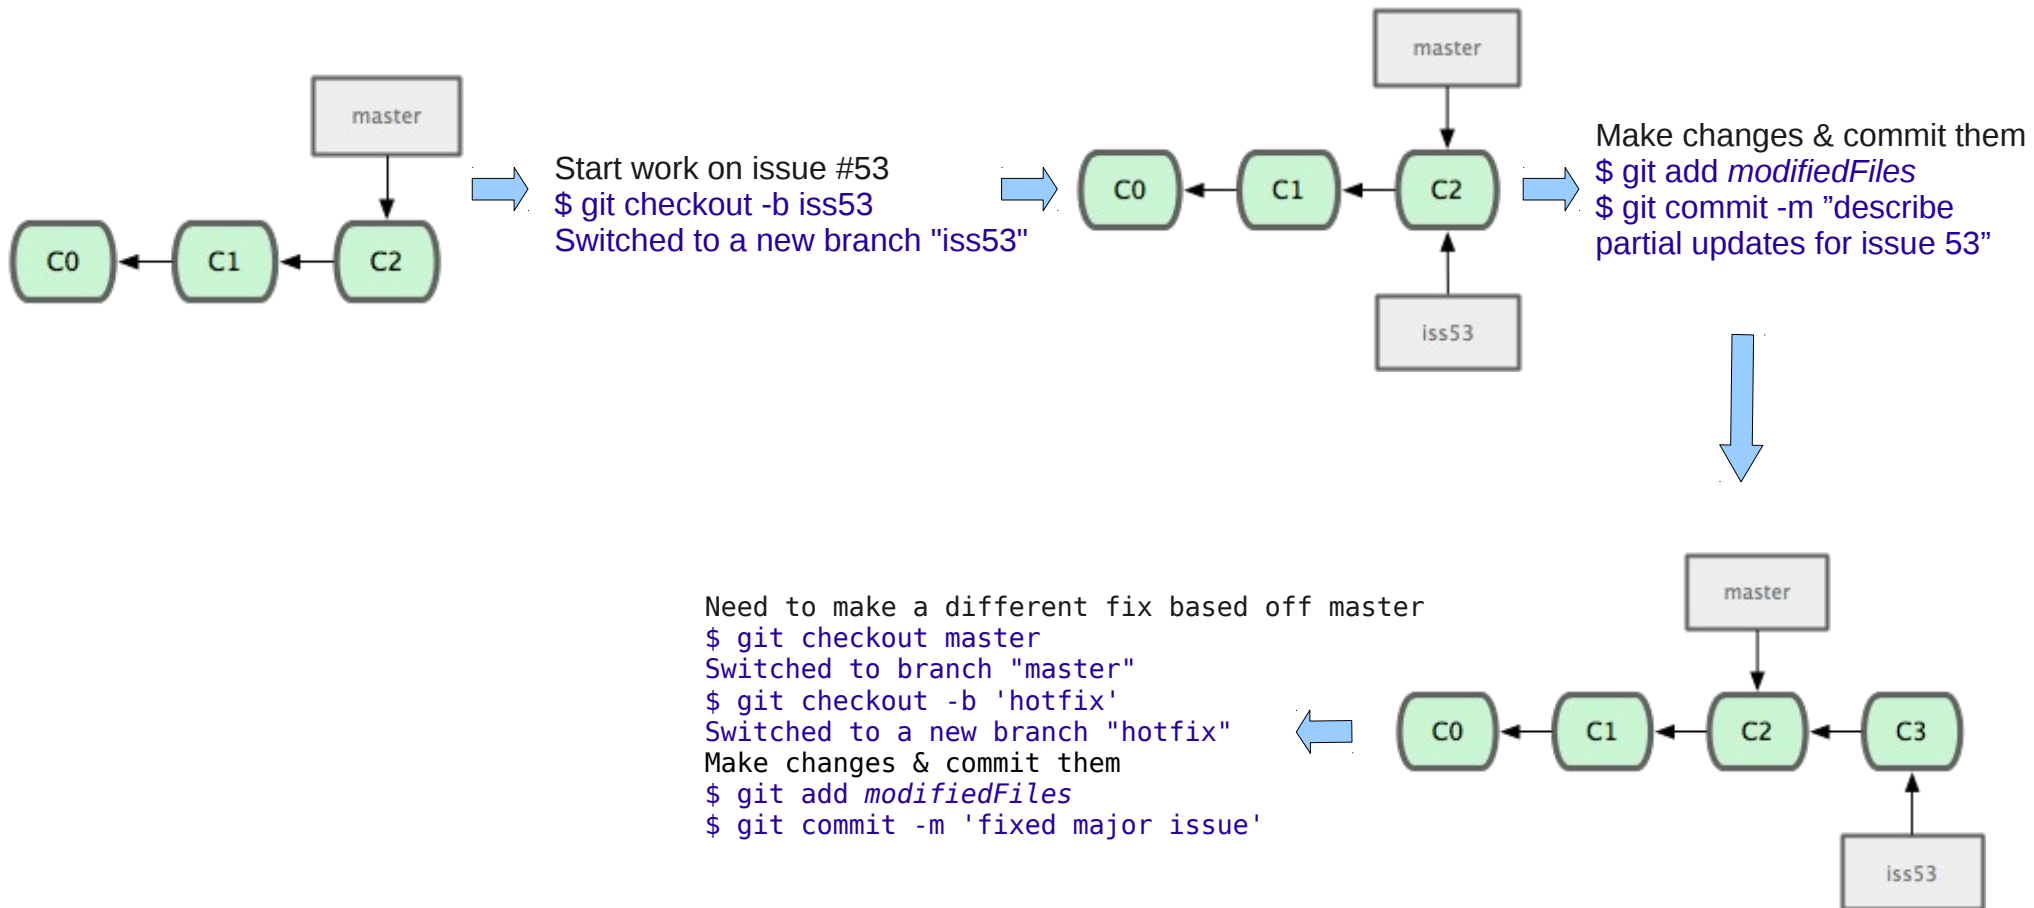 master
C0
C1
C2
Start work on issue #53
$ git checkout -b iss53
Switched to a new branch "iss53"
master
C0
C1
C2
iss53
Make changes & commit them
$ git add modifiedFiles
$ git commit -m ”describe
partial updates for issue 53”
master
C0
C1
C2
C3
iss53
Need to make a different fix based off master
$ git checkout master
Switched to branch "master"
$ git checkout -b 'hotfix'
Switched to a new branch "hotfix"
Make changes & commit them
$ git add modifiedFiles
$ git commit -m 'fixed major issue'